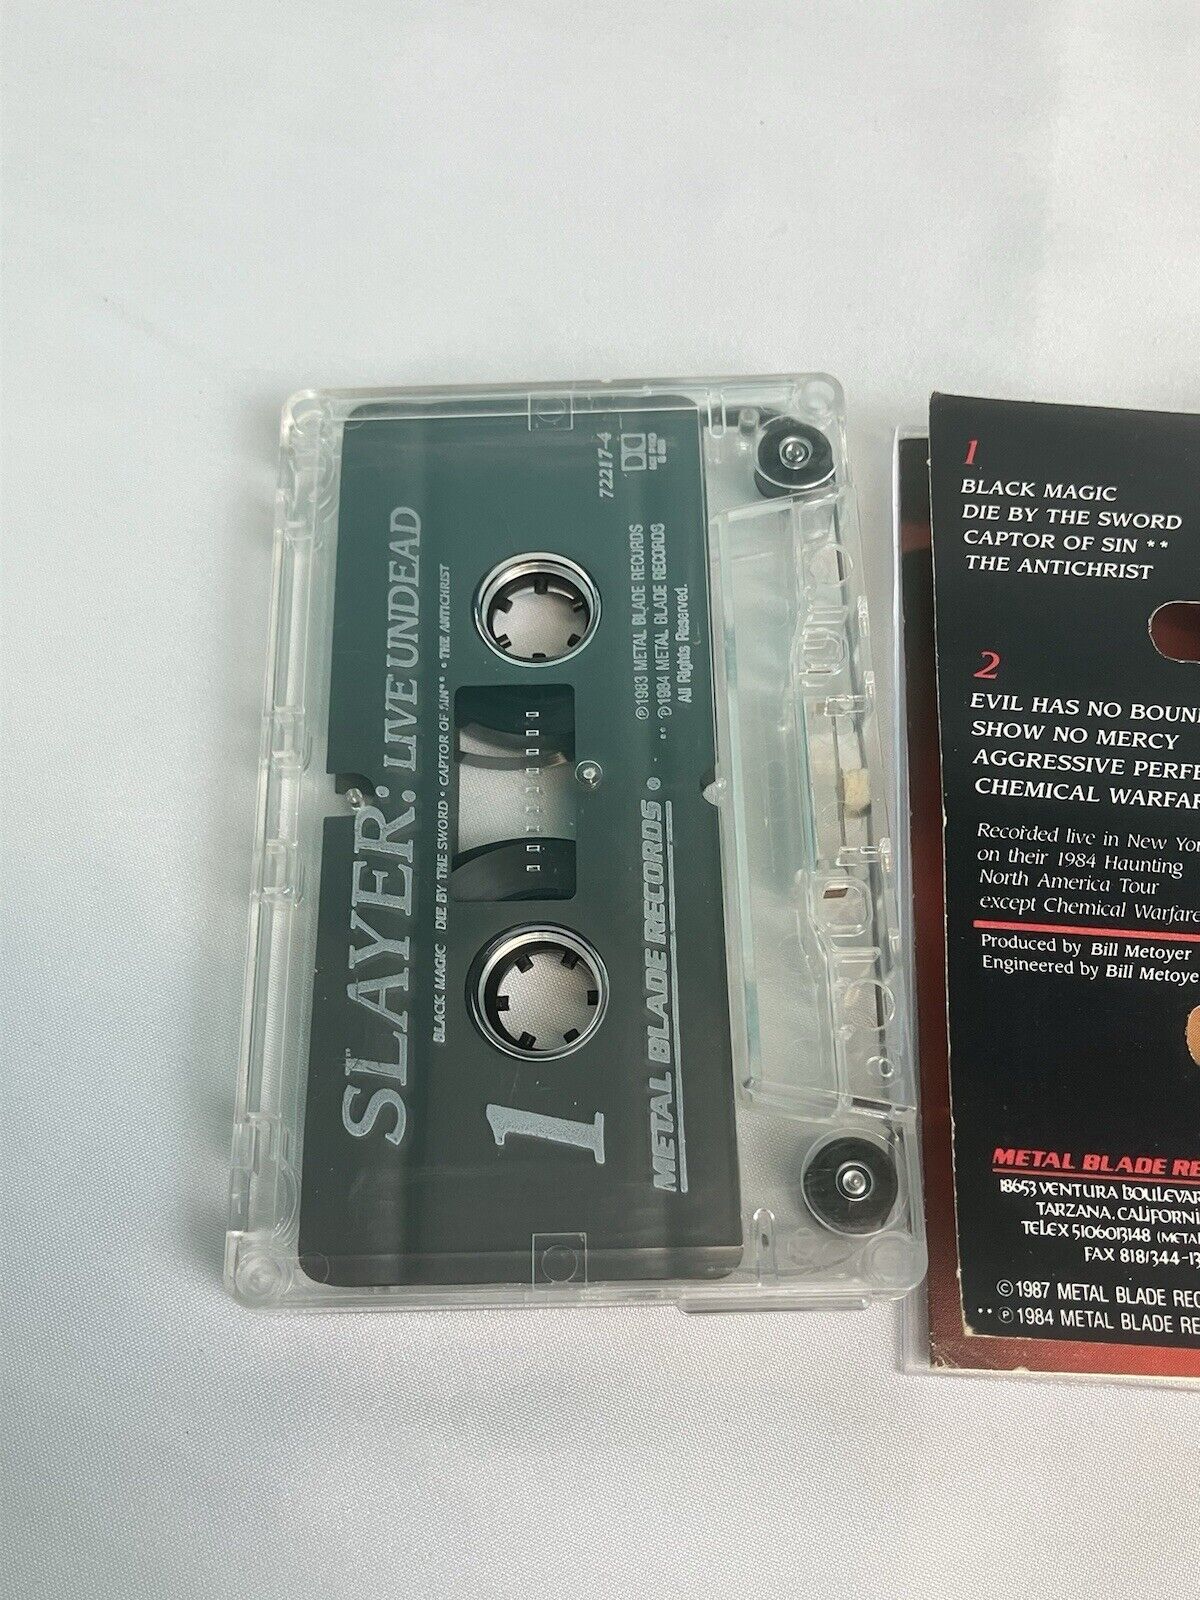 SLAYER: LIVE UNDEAD
BLACK MAGIC DIE BY THE SWORD • CAPTOR OF SIN** • THE ANTICHRIST
1
72217-4
℗1983 METAL BLADE RECORDS
** ℗1984 METAL BLADE RECORDS
All Rights Reserved.
METAL BLADE RECORDS ®
1
BLACK MAGIC
DIE BY THE SWORD
CAPTOR OF SIN **
THE ANTICHRIST
2
EVIL HAS NO BOUN
SHOW NO MERCY
AGGRESSIVE PERFE
CHEMICAL WARFAR
Recorded live in New Yor
on their 1984 Haunting
North America Tour
except Chemical Warfare
Produced by Bill Metoyer
Engineered by Bill Metoye
METAL BLADE RE
18653 VENTURA BOULEVAR
TARZANA, CALIFORNI
TELEX 5106013148 (METAL
FAX 818/344-13
©1987 METAL BLADE REC
** ℗1984 METAL BLADE RE